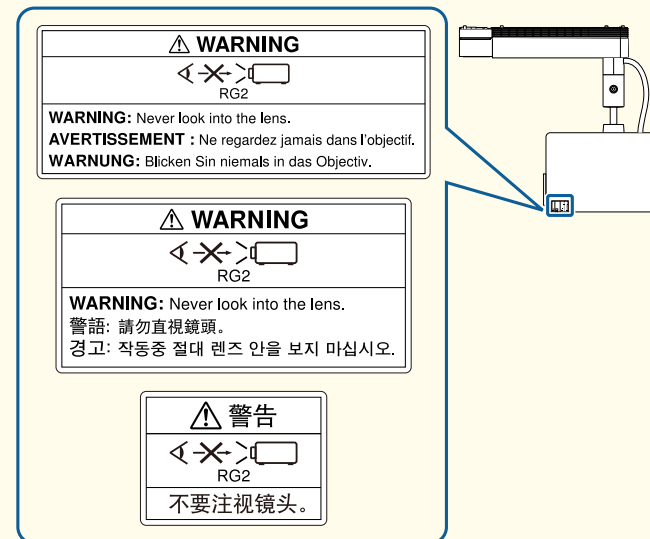 ⚠ WARNING
RG2
WARNING: Never look into the lens.
AVERTISSEMENT : Ne regardez jamais dans l'objectif.
WARNUNG: Blicken Sin niemals in das Objectiv.
⚠ WARNING
RG2
WARNING: Never look into the lens.
警語: 請勿直視鏡頭。
경고: 작동중 절대 렌즈 안을 보지 마십시오.
⚠ 警告
RG2
不要注视镜头。